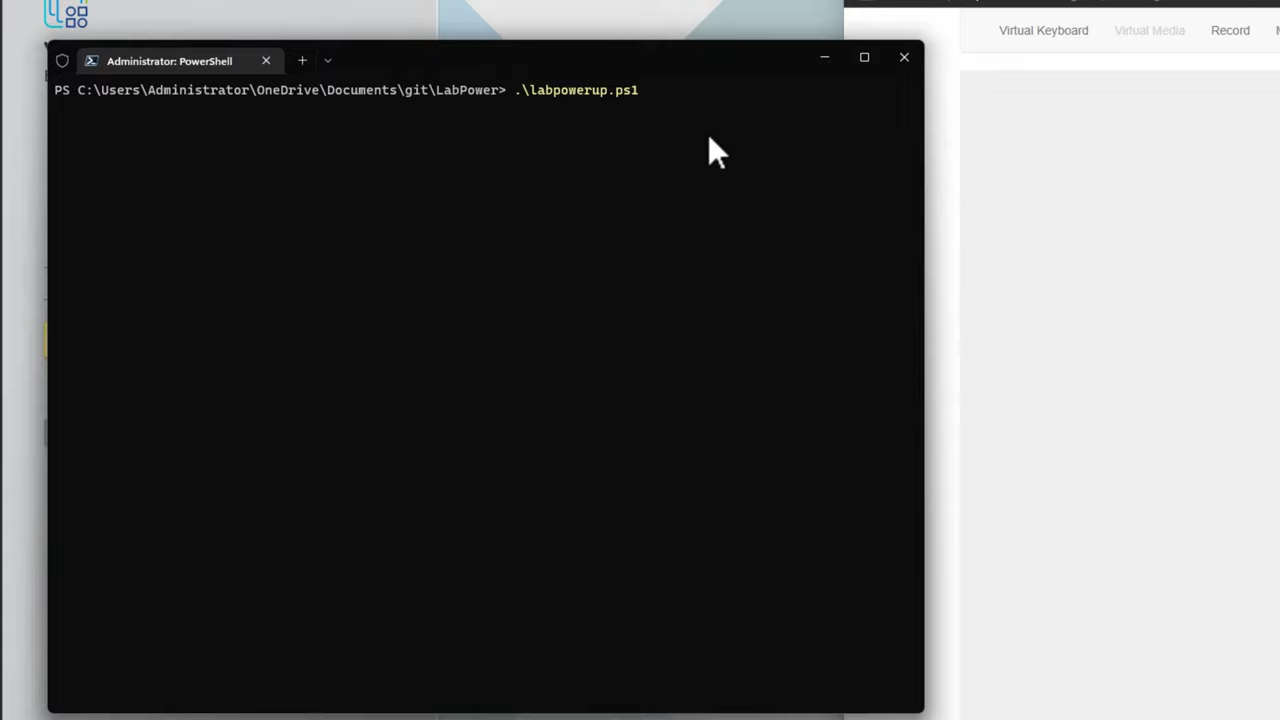 Virtual Keyboard
Virtual Media
Record
Administrator: PowerShell
PS C:\Users\Administrator\OneDrive\Documents\git\LabPower> .\labpowerup.ps1